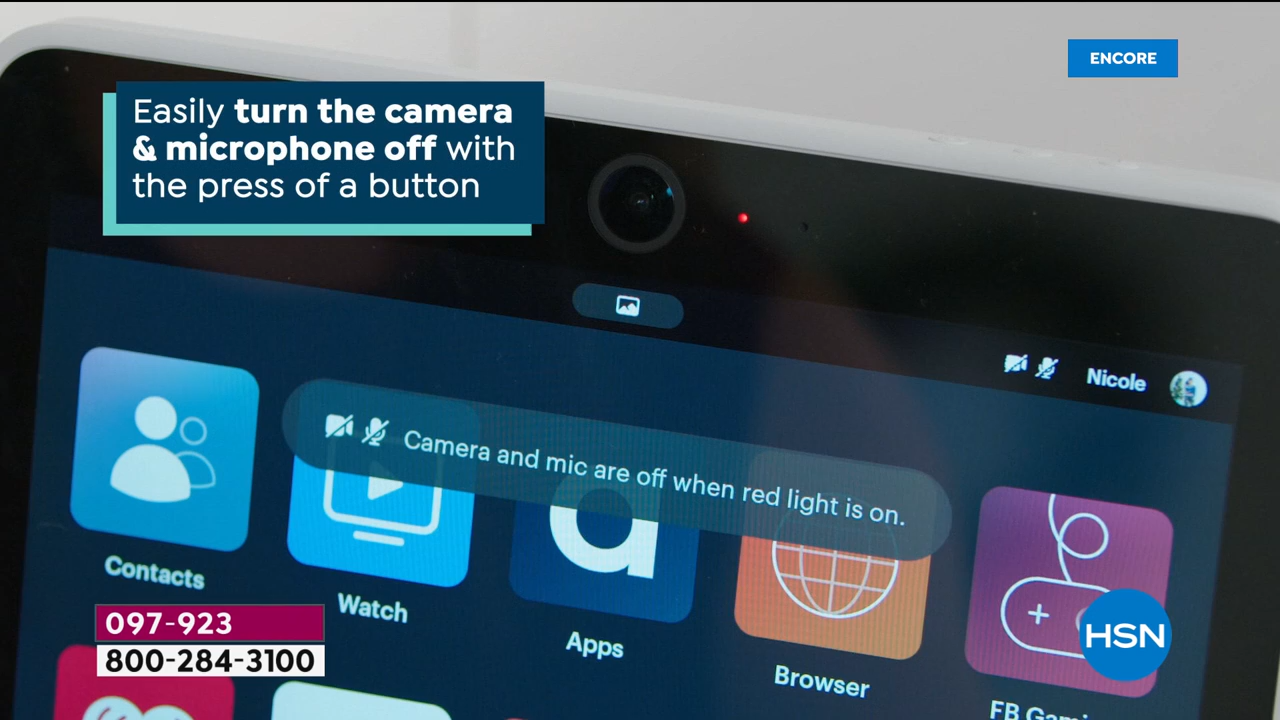 ENCORE
Easily turn the camera
& microphone off with
the press of a button
Nicole
Camera and mic are off when red light is on.
a
Contacts
Watch
Apps
Browser
097-923
800-284-3100
HSN
FB